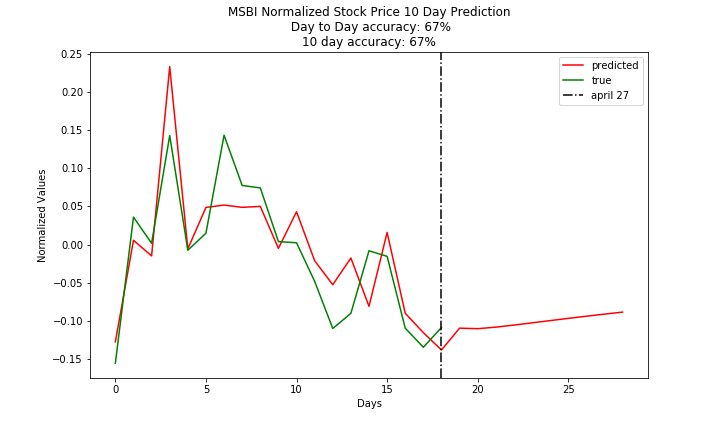 MSBI Normalized Stock Price 10 Day Prediction
Day to Day accuracy: 67%
10 day accuracy: 67%
0.25
0.20
0.15
0.10
0.05
0.00
−0.05
−0.10
−0.15
Normalized Values
predicted
true
april 27
0
5
10
15
20
25
Days